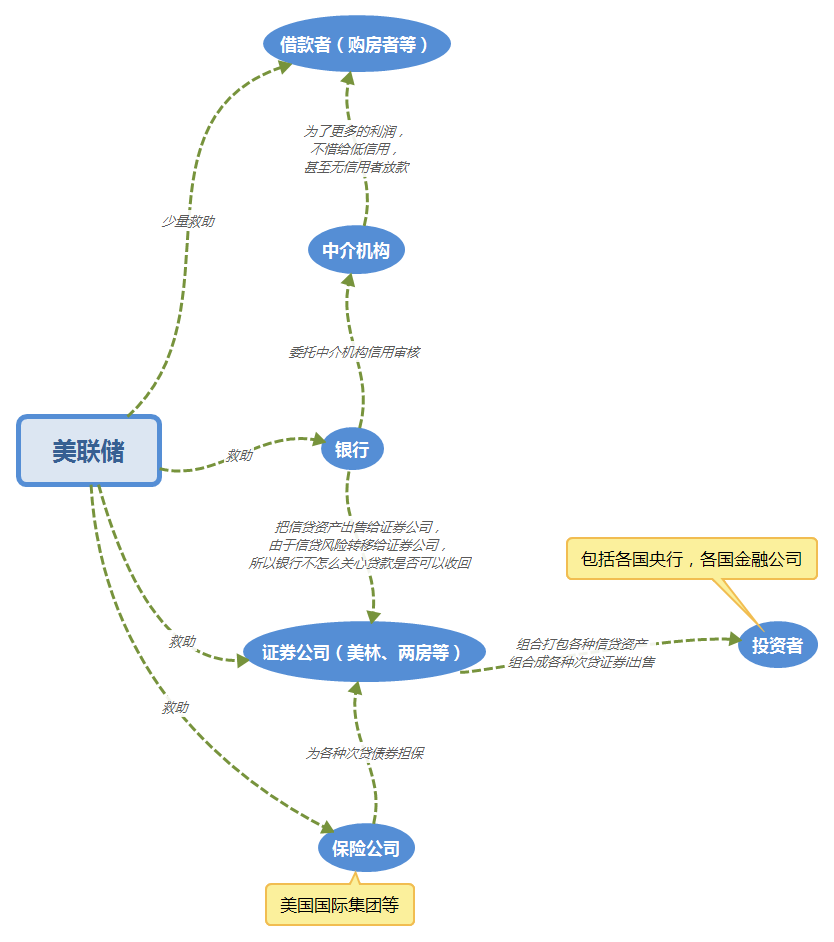 借款者（购房者等）
为了更多的利润，
不惜给低信用，
甚至无信用者放款
少量救助
中介机构
委托中介机构信用审核
美联储
救助
银行
把信贷资产出售给证券公司，
由于信贷风险转移给证券公司，
所以银行不怎么关心贷款是否可以收回
包括各国央行，各国金融公司
救助
证券公司（美林、两房等）
组合打包各种信贷资产
组合成各种次贷证券i出售
投资者
救助
为各种次贷债券担保
保险公司
美国国际集团等